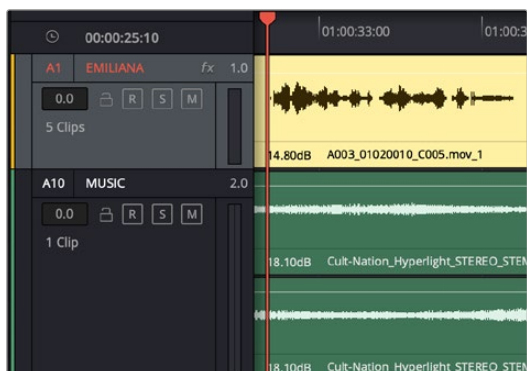 00:00:25:10
01:00:33:00
01:00:3
A1 EMILIANA fx 1.0
0.0 R S M
5 Clips
14.80dB A003_01020010_C005.mov_1
A10 MUSIC 2.0
0.0 R S M
1 Clip
18.10dB Cult-Nation_Hyperlight_STEREO_STEM
18.10dB Cult-Nation_Hyperlight_STEREO_STEM